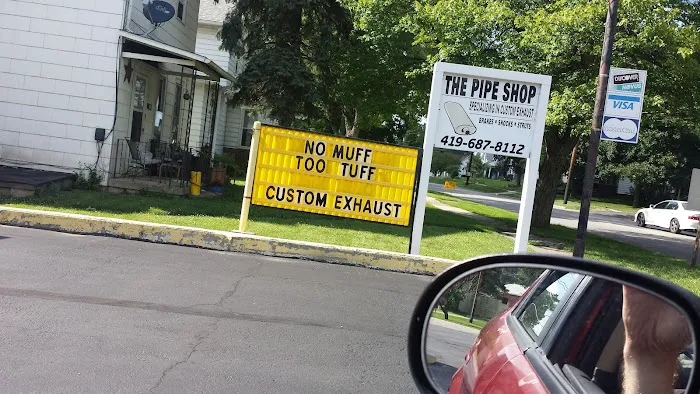 NO MUFF
TOO TUFF
CUSTOM EXHAUST
THE PIPE SHOP
SPECIALIZING IN CUSTOM EXHAUST
BRAKES • SHOCKS • STRUTS
419-687-8112
DISCOVER
VISA